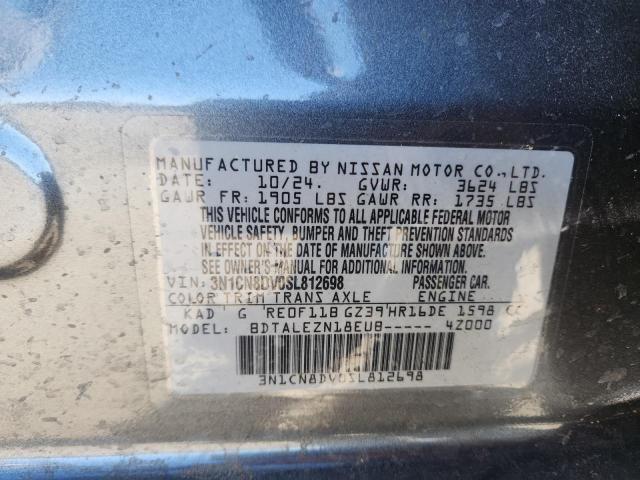 MANUFACTURED BY NISSAN MOTOR CO.,LTD.
DATE: 10/24. GVWR: 3624 LBS
GAWR FR: 1905 LBS GAWR RR: 1735 LBS
THIS VEHICLE CONFORMS TO ALL APPLICABLE FEDERAL MOTOR
VEHICLE SAFETY, BUMPER AND THEFT PREVENTION STANDARDS
IN EFFECT ON THE DATE OF MANUFACTURE SHOWN ABOVE.
SEE OWNER'S MANUAL FOR ADDITIONAL INFORMATION.
VIN: 3N1CN8DV0SL812698 PASSENGER CAR.
COLOR TRIM TRANS AXLE ENGINE
KAD G RE0F11B GZ39 HR16DE 1598 CC
MODEL: BDTALEZN18EU8----- 4Z000
3N1CN8DV0SL812698